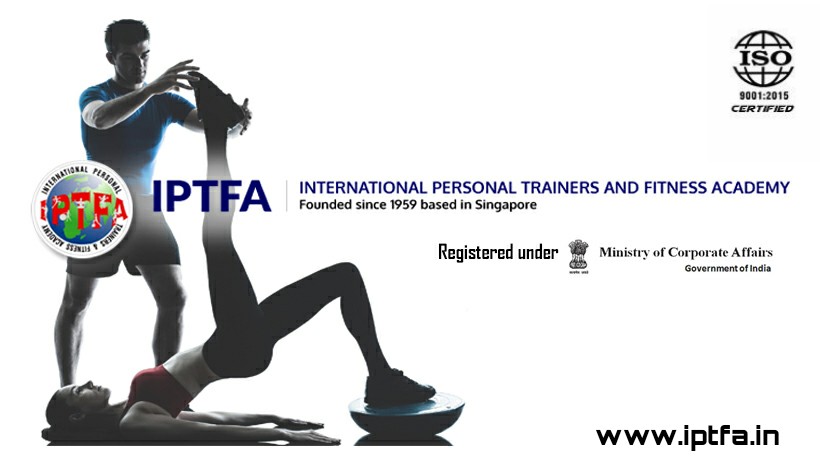 ISO
9001:2015
CERTIFIED
INTERNATIONAL PERSONAL
IPTFA
TRAINERS & FITNESS ACADEMY
IPTFA
INTERNATIONAL PERSONAL TRAINERS AND FITNESS ACADEMY
Founded since 1959 based in Singapore
Registered under
Ministry of Corporate Affairs
Government of India
www.iptfa.in